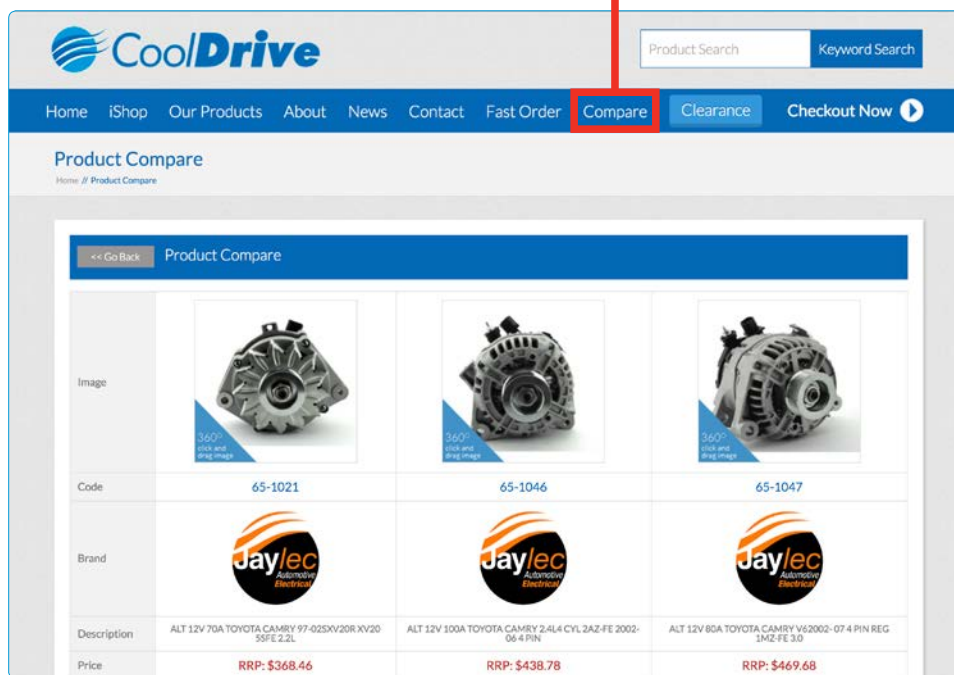 CoolDrive
Product Search
Keyword Search
Home iShop Our Products About News Contact Fast Order Compare Clearance Checkout Now
Product Compare
Home // Product Compare
<< Go Back Product Compare
Image
360°
click and
drag image
360°
click and
drag image
360°
click and
drag image
Code 65-1021 65-1046 65-1047
Brand
Jaylec
Automotive
Electrical
Jaylec
Automotive
Electrical
Jaylec
Automotive
Electrical
Description
ALT 12V 70A TOYOTA CAMRY 97-02SXV20R XV20
5SFE 2.2L
ALT 12V 100A TOYOTA CAMRY 2.4L4 CYL 2AZ-FE 2002-
06 4 PIN
ALT 12V 80A TOYOTA CAMRY V62002- 07 4 PIN REG
1MZ-FE 3.0
Price RRP: $368.46 RRP: $438.78 RRP: $469.68